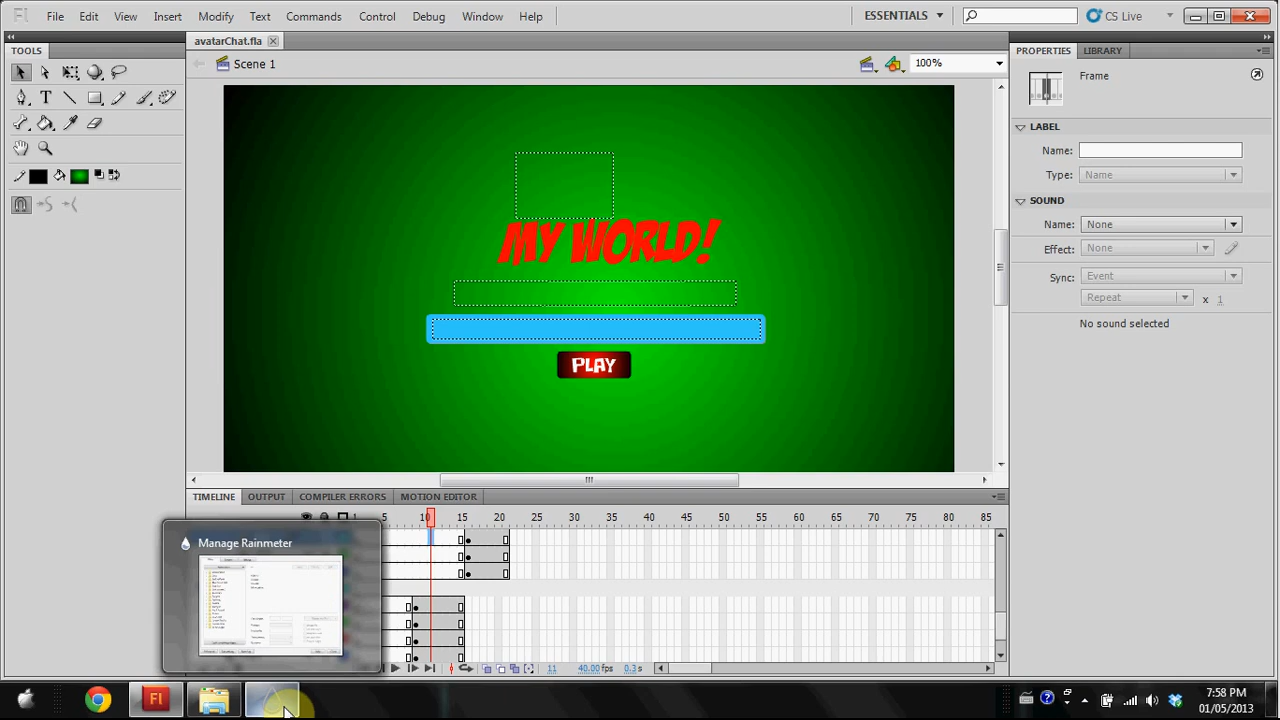 Fl File Edit View Insert Modify Text Commands Control Debug Window Help ESSENTIALS CS Live
TOOLS
avatarChat.fla
Scene 1
100%
MY WORLD!
PLAY
PROPERTIES LIBRARY
Frame
LABEL
Name:
Type: Name
SOUND
Name: None
Effect: None
Sync: Event
Repeat x 1
No sound selected
TIMELINE OUTPUT COMPILER ERRORS MOTION EDITOR
1 5 10 15 20 25 30 35 40 45 50 55 60 65 70 75 80 85
Manage Rainmeter
11 40.00 fps 0.3 s
Fl
7:58 PM
01/05/2013